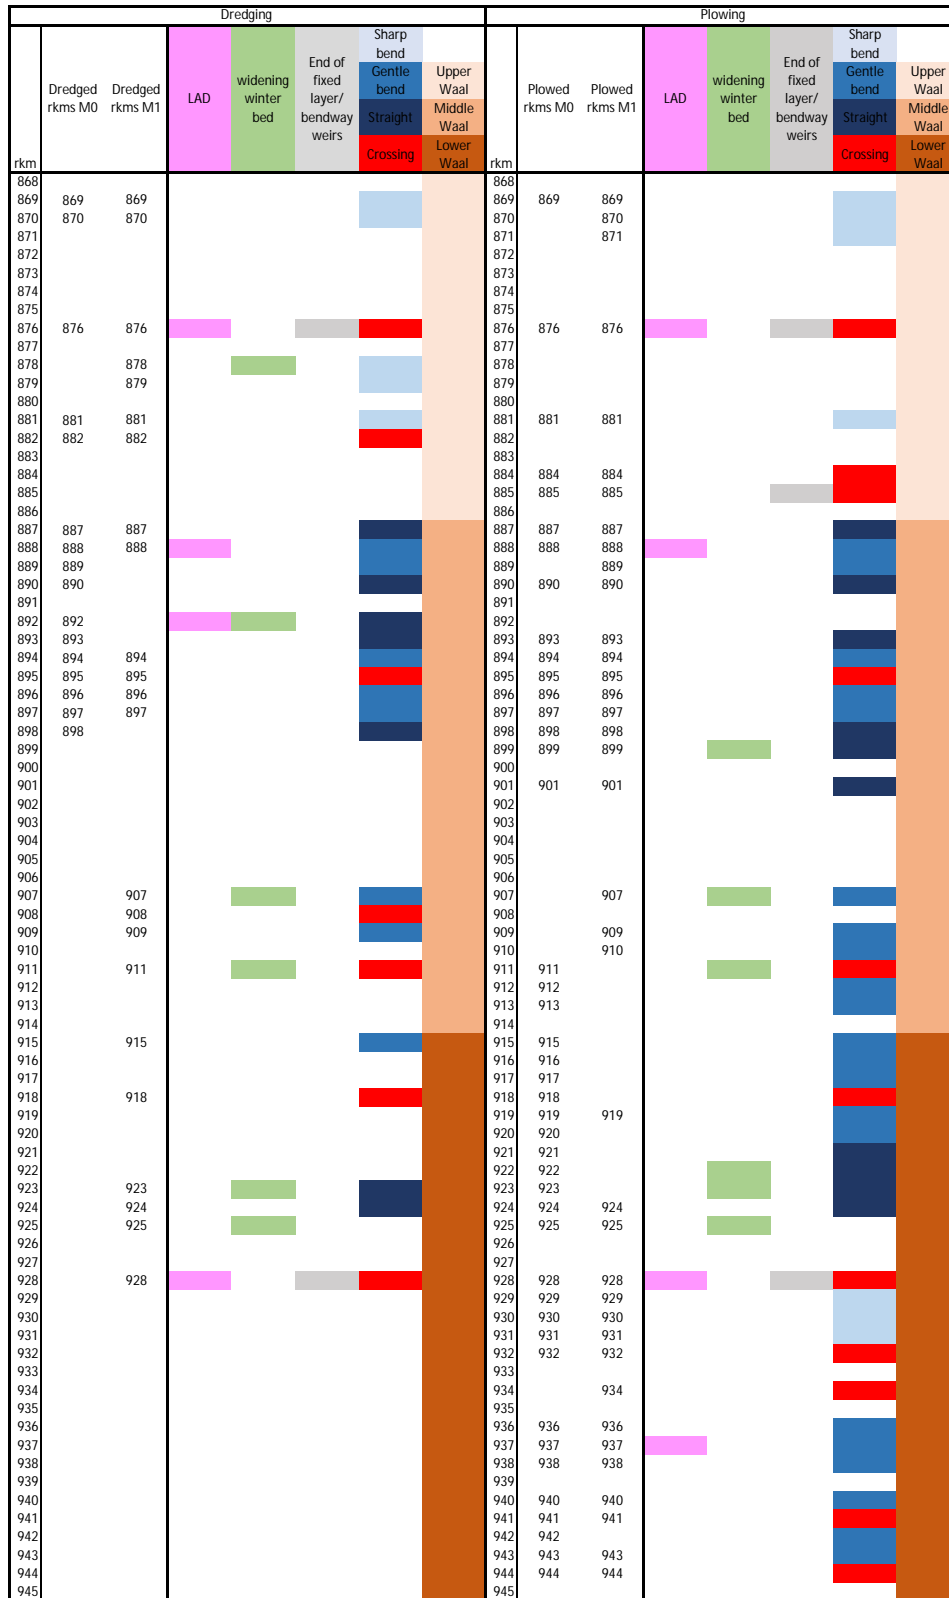 Dredging Plowing
rkm Dredged rkms M0 Dredged rkms M1 LAD widening winter bed End of fixed layer/ bendway weirs Sharp bend Gentle bend Straight Crossing Upper Waal Middle Waal Lower Waal rkm Plowed rkms M0 Plowed rkms M1 LAD widening winter bed End of fixed layer/ bendway weirs Sharp bend Gentle bend Straight Crossing Upper Waal Middle Waal Lower Waal
868 868
869 869 869 869 869 869
870 870 870 870 870
871 871 871
872 872
873 873
874 874
875 875
876 876 876 876 876 876
877 877
878 878 878
879 879 879
880 880
881 881 881 881 881 881
882 882 882 882
883 883
884 884 884 884
885 885 885 885
886 886
887 887 887 887 887 887
888 888 888 888 888 888
889 889 889 889
890 890 890 890 890
891 891
892 892 892
893 893 893 893 893
894 894 894 894 894 894
895 895 895 895 895 895
896 896 896 896 896 896
897 897 897 897 897 897
898 898 898 898 898
899 899 899 899
900 900
901 901 901 901
902 902
903 903
904 904
905 905
906 906
907 907 907 907
908 908 908
909 909 909 909
910 910 910
911 911 911 911
912 912 912
913 913 913
914 914
915 915 915 915
916 916 916
917 917 917
918 918 918 918
919 919 919 919
920 920 920
921 921 921
922 922 922
923 923 923 923
924 924 924 924 924
925 925 925 925 925
926 926
927 927
928 928 928 928 928
929 929 929 929
930 930 930 930
931 931 931 931
932 932 932 932
933 933
934 934 934
935 935
936 936 936 936
937 937 937 937
938 938 938 938
939 939
940 940 940 940
941 941 941 941
942 942 942
943 943 943 943
944 944 944 944
945 945